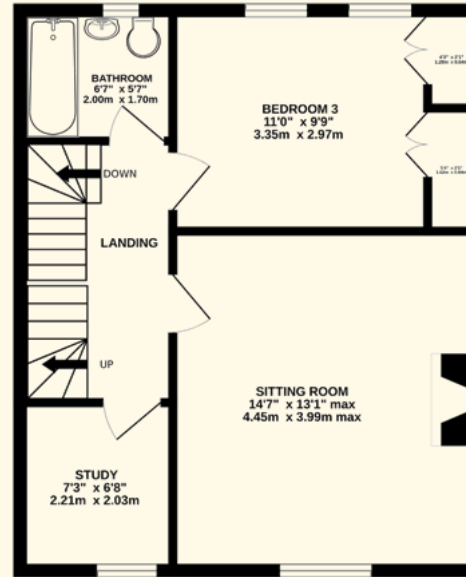 BATHROOM
6'7" x 5'7"
2.00m x 1.70m
BEDROOM 3
11'0" x 9'9"
3.35m x 2.97m
DOWN
LANDING
UP
SITTING ROOM
14'7" x 13'1" max
4.45m x 3.99m max
STUDY
7'3" x 6'8"
2.21m x 2.03m